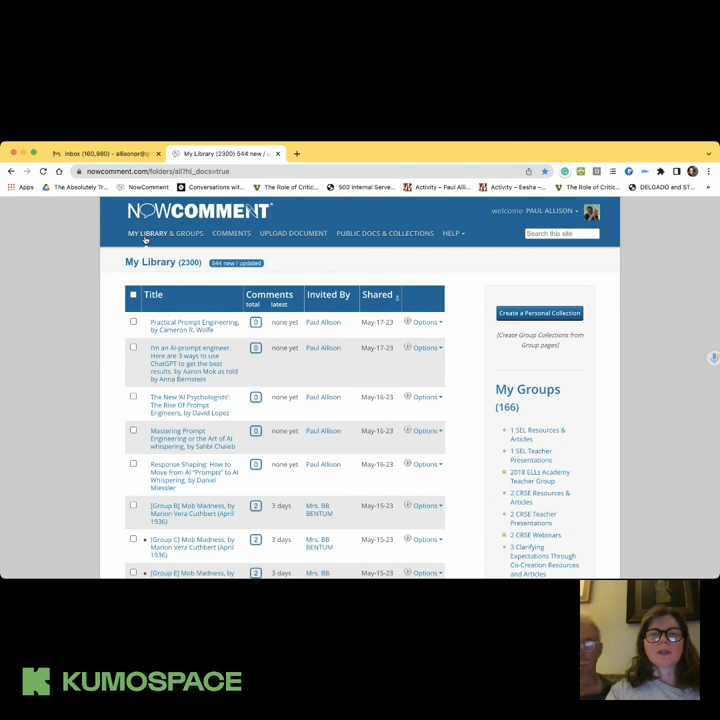 Inbox (160,980) - allisonpr@g
My Library (2300) 544 new / u
nowcomment.com/folders/all?hl_docs=true
Apps
The Absolutely Tr...
NowComment
Conversations wit...
The Role of Critic...
500 Internal Serve...
Activity – Paul Alli...
Activity – Eesha –...
The Role of Critic...
DELGADO and ST...
NOWCOMMENT®
welcome PAUL ALLISON
MY LIBRARY & GROUPS
COMMENTS
UPLOAD DOCUMENT
PUBLIC DOCS & COLLECTIONS
HELP
Search this site
My Library (2300)
544 new / updated
Title
Comments
total latest
Invited By
Shared
Practical Prompt Engineering,
by Cameron R. Wolfe
0 none yet Paul Allison May-17-23 Options
I'm an AI-prompt engineer.
Here are 3 ways to use
ChatGPT to get the best
results. by Aaron Mok as told
by Anna Bernstein
0 none yet Paul Allison May-17-23 Options
The New 'AI Psychologists':
The Rise Of Prompt
Engineers, by David Lopez
0 none yet Paul Allison May-16-23 Options
Mastering Prompt
Engineering or the Art of AI
whispering, by Sahbi Chaieb
0 none yet Paul Allison May-16-23 Options
Response Shaping: How to
Move from AI "Prompts" to AI
Whispering, by Daniel
Miessler
0 none yet Paul Allison May-16-23 Options
[Group B] Mob Madness, by
Marion Vera Cuthbert (April
1936)
2 3 days Mrs. BB
BENTUM
May-15-23 Options
[Group C] Mob Madness, by
Marion Vera Cuthbert (April
1936)
2 3 days Mrs. BB
BENTUM
May-15-23 Options
[Group E] Mob Madness, by
2 3 days Mrs. BB May-15-23 Options
Create a Personal Collection
[Create Group Collections from
Group pages]
My Groups
(166)
1 SEL Resources &
Articles
1 SEL Teacher
Presentations
2018 ELLs Academy
Teacher Group
2 CRSE Resources &
Articles
2 CRSE Teacher
Presentations
2 CRSE Webinars
3 Clarifying
Expectations Through
Co-Creation Resources
and Articles
KUMOSPACE